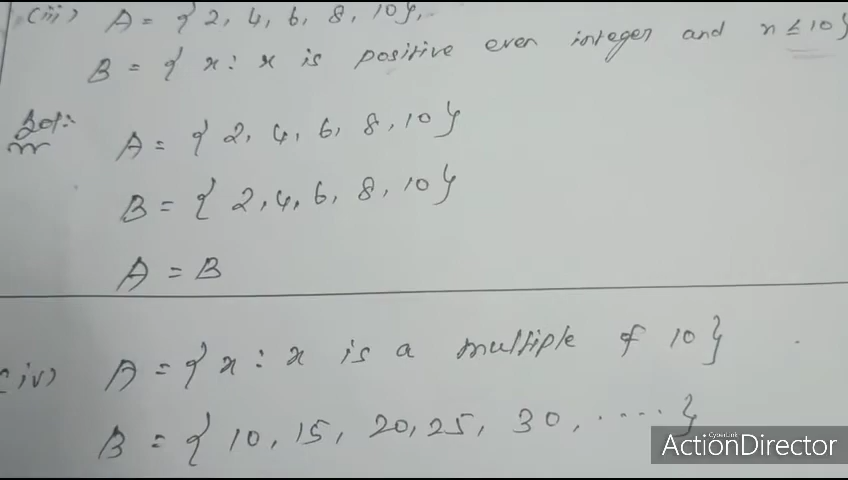 (iii) A = {2, 4, 6, 8, 10},
B = { x : x is positive even integer and x ≤ 10}
Sol:
A = { 2, 4, 6, 8, 10}
B = { 2, 4, 6, 8, 10}
A = B
(iv) A = { x : x is a multiple of 10}
B = { 10, 15, 20, 25, 30, ..... }
CyberLink
ActionDirector